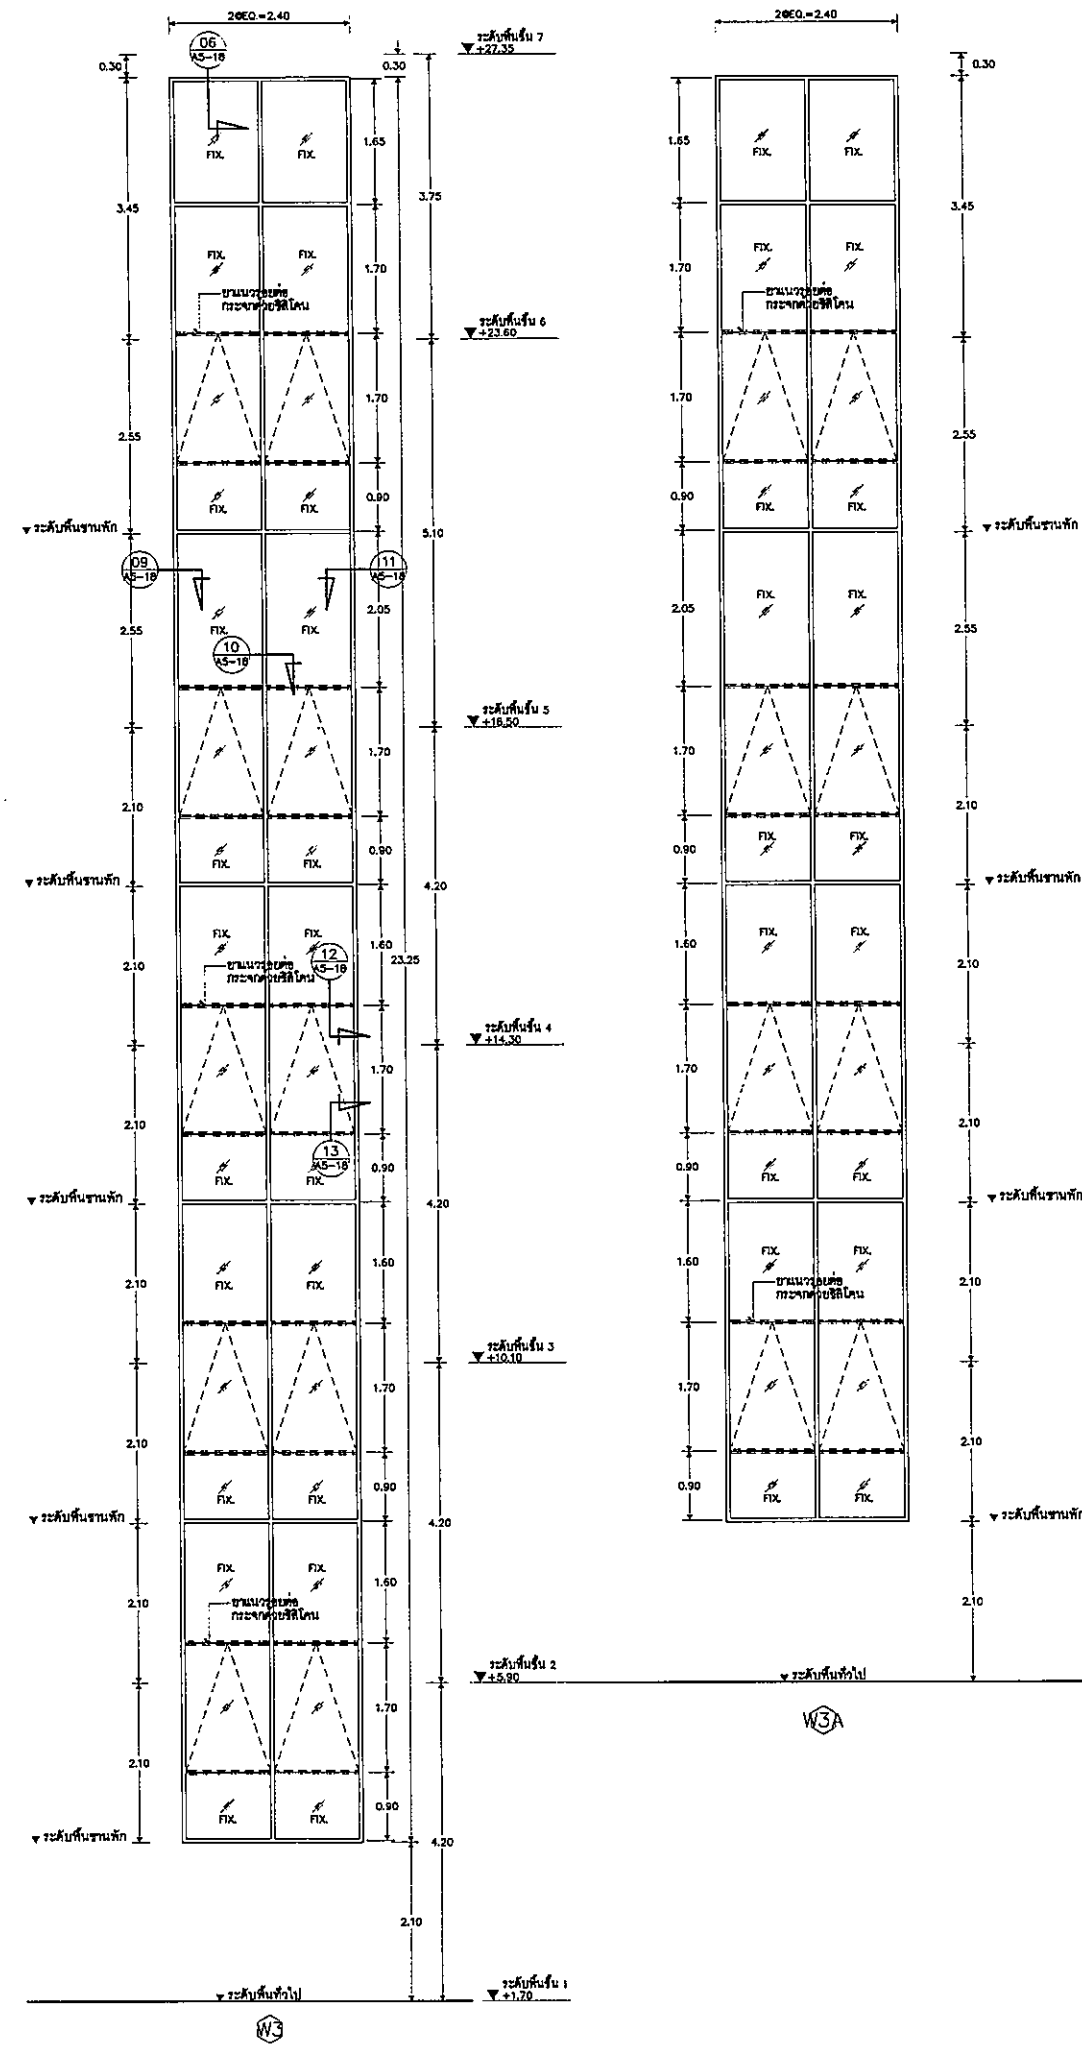 2@EQ.=2.40
06
A5-18
0.30
0.30
ระดับพื้นชั้น 7
+27.35
3.45
1.65
3.75
FIX.
FIX.
FIX.
FIX.
1.70
ยาแนวรอยต่อ
กระจกด้วยซิลิโคน
ระดับพื้นชั้น 6
+23.60
2.55
1.70
FIX.
FIX.
0.90
5.10
ระดับพื้นชานพัก
09
A5-18
11
A5-18
2.55
FIX.
FIX.
2.05
10
A5-18
ระดับพื้นชั้น 5
+18.50
2.10
1.70
FIX.
FIX.
0.90
ระดับพื้นชานพัก
4.20
2.10
FIX.
FIX.
1.60
23.25
12
A5-18
ยาแนวรอยต่อ
กระจกด้วยซิลิโคน
ระดับพื้นชั้น 4
+14.30
2.10
1.70
13
A5-18
FIX.
FIX.
0.90
ระดับพื้นชานพัก
4.20
2.10
FIX.
FIX.
1.60
ระดับพื้นชั้น 3
+10.10
2.10
1.70
FIX.
FIX.
0.90
ระดับพื้นชานพัก
4.20
2.10
FIX.
FIX.
1.60
ยาแนวรอยต่อ
กระจกด้วยซิลิโคน
ระดับพื้นชั้น 2
+5.90
2.10
1.70
FIX.
FIX.
0.90
ระดับพื้นชานพัก
4.20
2.10
ระดับพื้นทั่วไป
ระดับพื้นชั้น 1
+1.70
W3
2@EQ.=2.40
0.30
1.65
FIX.
FIX.
3.45
1.70
FIX.
FIX.
ยาแนวรอยต่อ
กระจกด้วยซิลิโคน
1.70
2.55
0.90
FIX.
FIX.
ระดับพื้นชานพัก
2.05
FIX.
FIX.
2.55
1.70
2.10
0.90
FIX.
FIX.
ระดับพื้นชานพัก
1.60
FIX.
FIX.
2.10
1.70
2.10
0.90
FIX.
FIX.
ระดับพื้นชานพัก
1.60
FIX.
FIX.
2.10
ยาแนวรอยต่อ
กระจกด้วยซิลิโคน
1.70
2.10
0.90
FIX.
FIX.
ระดับพื้นชานพัก
2.10
ระดับพื้นทั่วไป
W3A